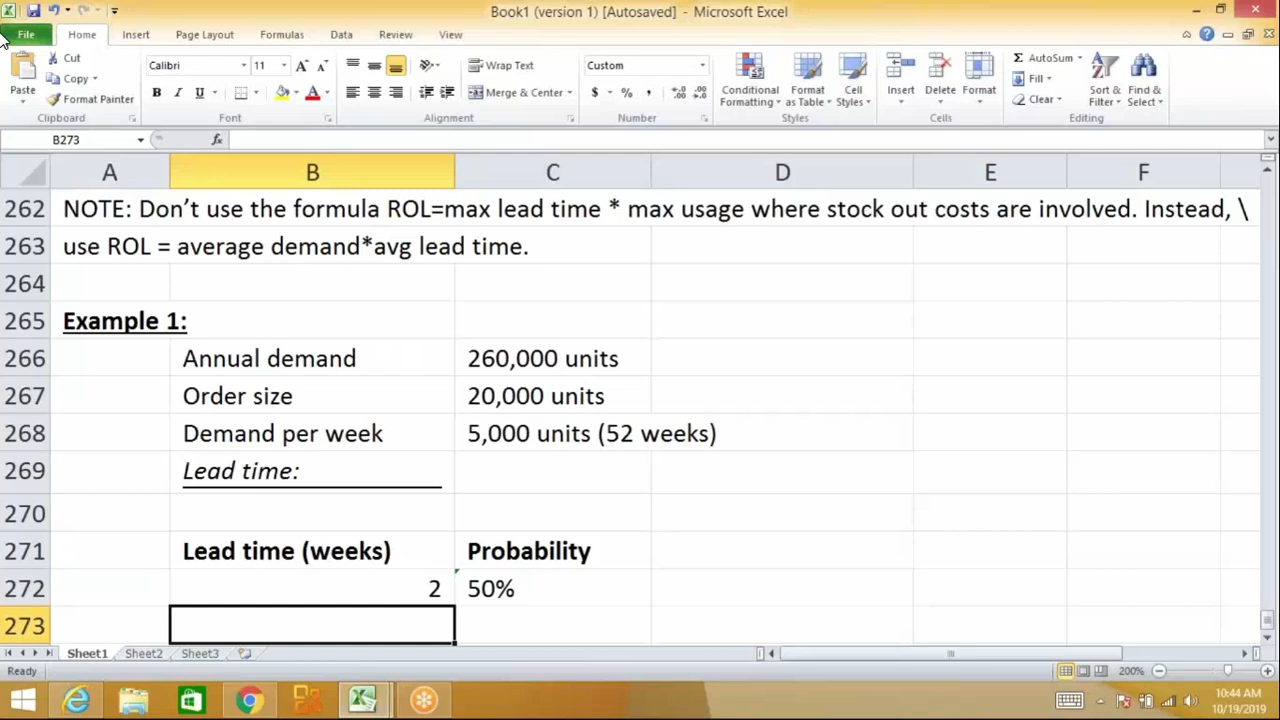 Book1 (version 1) [Autosaved] - Microsoft Excel
File Home Insert Page Layout Formulas Data Review View
Paste Cut Copy Format Painter Clipboard
Calibri 11 B I U A Font
Wrap Text Merge & Center Alignment
Custom $ % , Number
Conditional Formatting Format as Table Cell Styles Styles
Insert Delete Format Cells
Σ AutoSum Fill Clear Sort & Filter Find & Select Editing
B273 fx
A B C D E F
262 NOTE: Don’t use the formula ROL=max lead time * max usage where stock out costs are involved. Instead, \
263 use ROL = average demand*avg lead time.
264
265 Example 1:
266 Annual demand 260,000 units
267 Order size 20,000 units
268 Demand per week 5,000 units (52 weeks)
269 Lead time:
270
271 Lead time (weeks) Probability
272 2 50%
273
Sheet1 Sheet2 Sheet3
Ready 200%
10:44 AM
10/19/2019